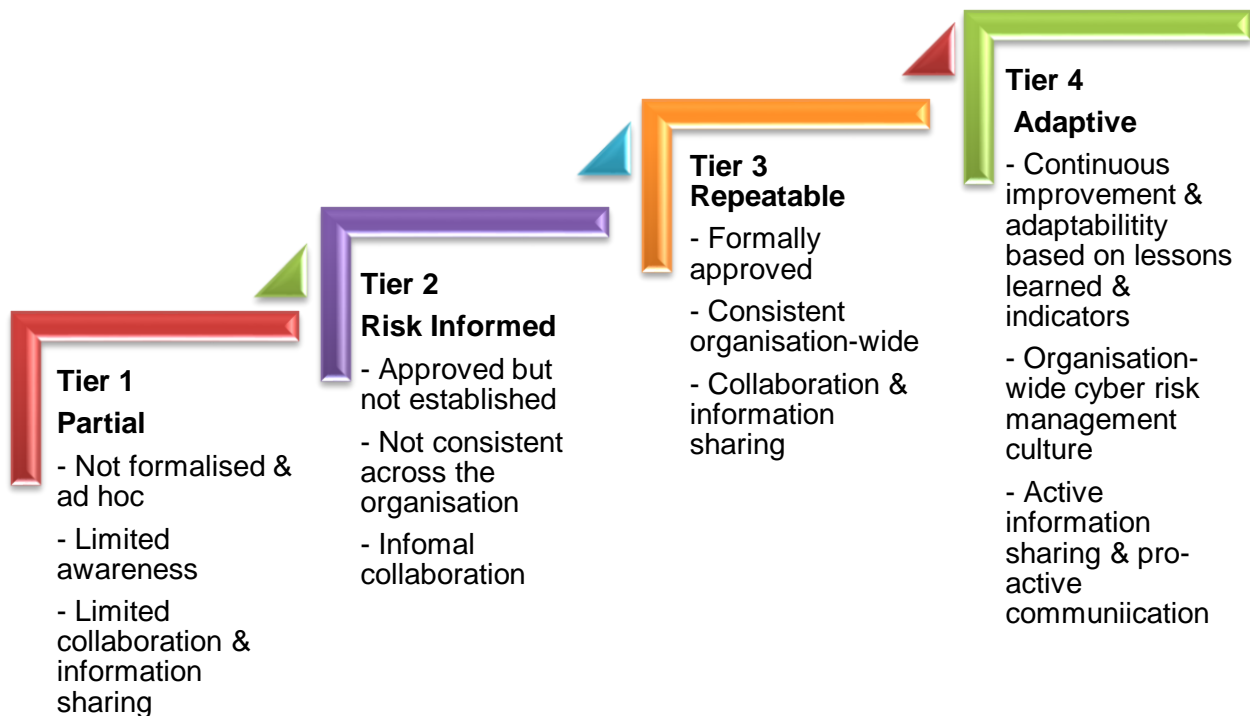 Tier 1
Partial
- Not formalised &
ad hoc
- Limited
awareness
- Limited
collaboration &
information
sharing
Tier 2
Risk Informed
- Approved but
not established
- Not consistent
across the
organisation
- Infomal
collaboration
Tier 3
Repeatable
- Formally
approved
- Consistent
organisation-wide
- Collaboration &
information
sharing
Tier 4
Adaptive
- Continuous
improvement &
adaptabilitity
based on lessons
learned &
indicators
- Organisation-
wide cyber risk
management
culture
- Active
information
sharing & pro-
active
communiication